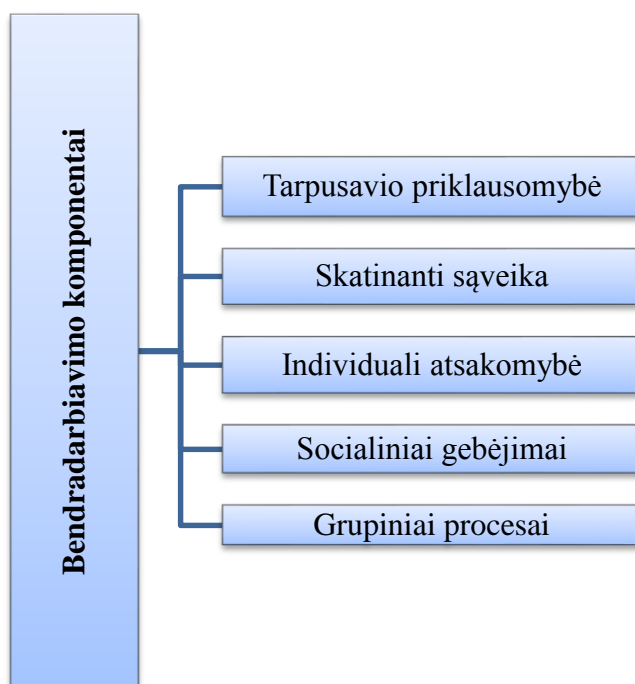 Bendradarbiavimo komponentai
Tarpusavio priklausomybė
Skatinanti sąveika
Individuali atsakomybė
Socialiniai gebėjimai
Grupiniai procesai